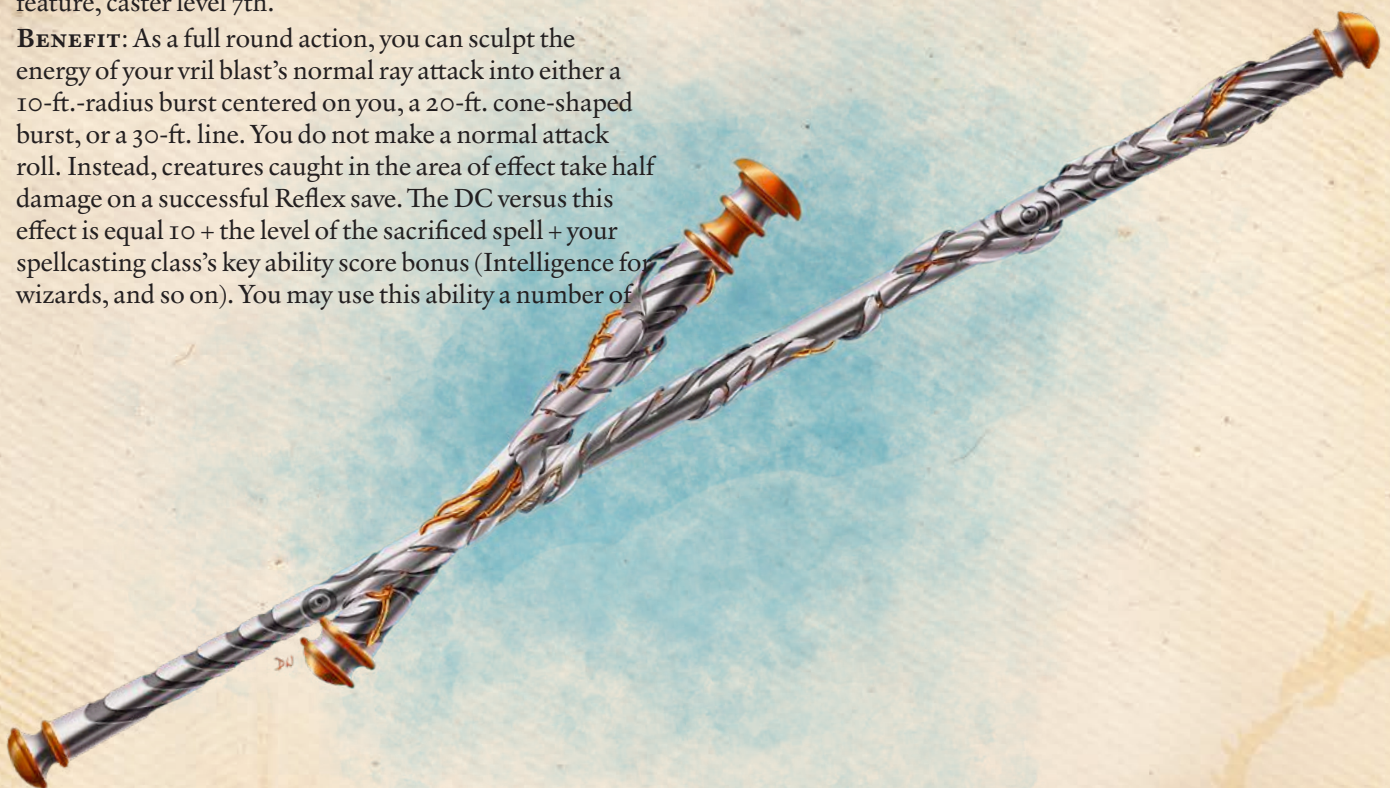 feature, caster level 7th.
BENEFIT: As a full round action, you can sculpt the
energy of your vril blast’s normal ray attack into either a
10-ft.-radius burst centered on you, a 20-ft. cone-shaped
burst, or a 30-ft. line. You do not make a normal attack
roll. Instead, creatures caught in the area of effect take half
damage on a successful Reflex save. The DC versus this
effect is equal 10 + the level of the sacrificed spell + your
spellcasting class’s key ability score bonus (Intelligence for
wizards, and so on). You may use this ability a number of
DW